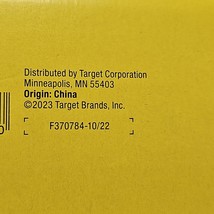 Distributed by Target Corporation
Minneapolis, MN 55403
Origin: China
©2023 Target Brands, Inc.
F370784-10/22